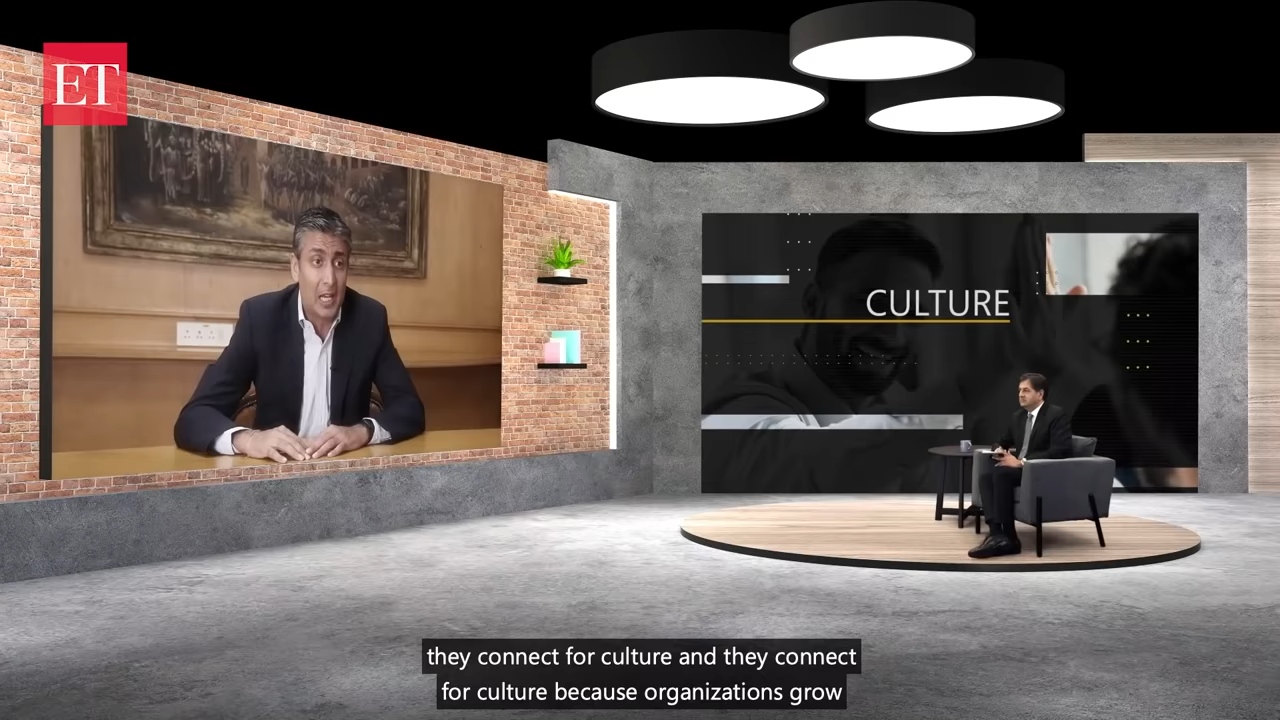 ET
CULTURE
they connect for culture and they connect
for culture because organizations grow